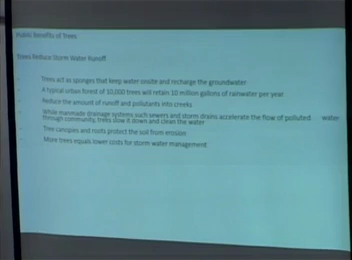 Public Benefits of Trees
Trees Reduce Storm Water Runoff
Trees act as sponges that keep water onsite and recharge the groundwater
A typical urban forest of 10,000 trees will retain 10 million gallons of rainwater per year
Reduce the amount of runoff and pollutants into creeks
While manmade drainage systems such sewers and storm drains accelerate the flow of polluted water
through community, trees slow it down and clean the water
Tree canopies and roots protect the soil from erosion
More trees equals lower costs for storm water management